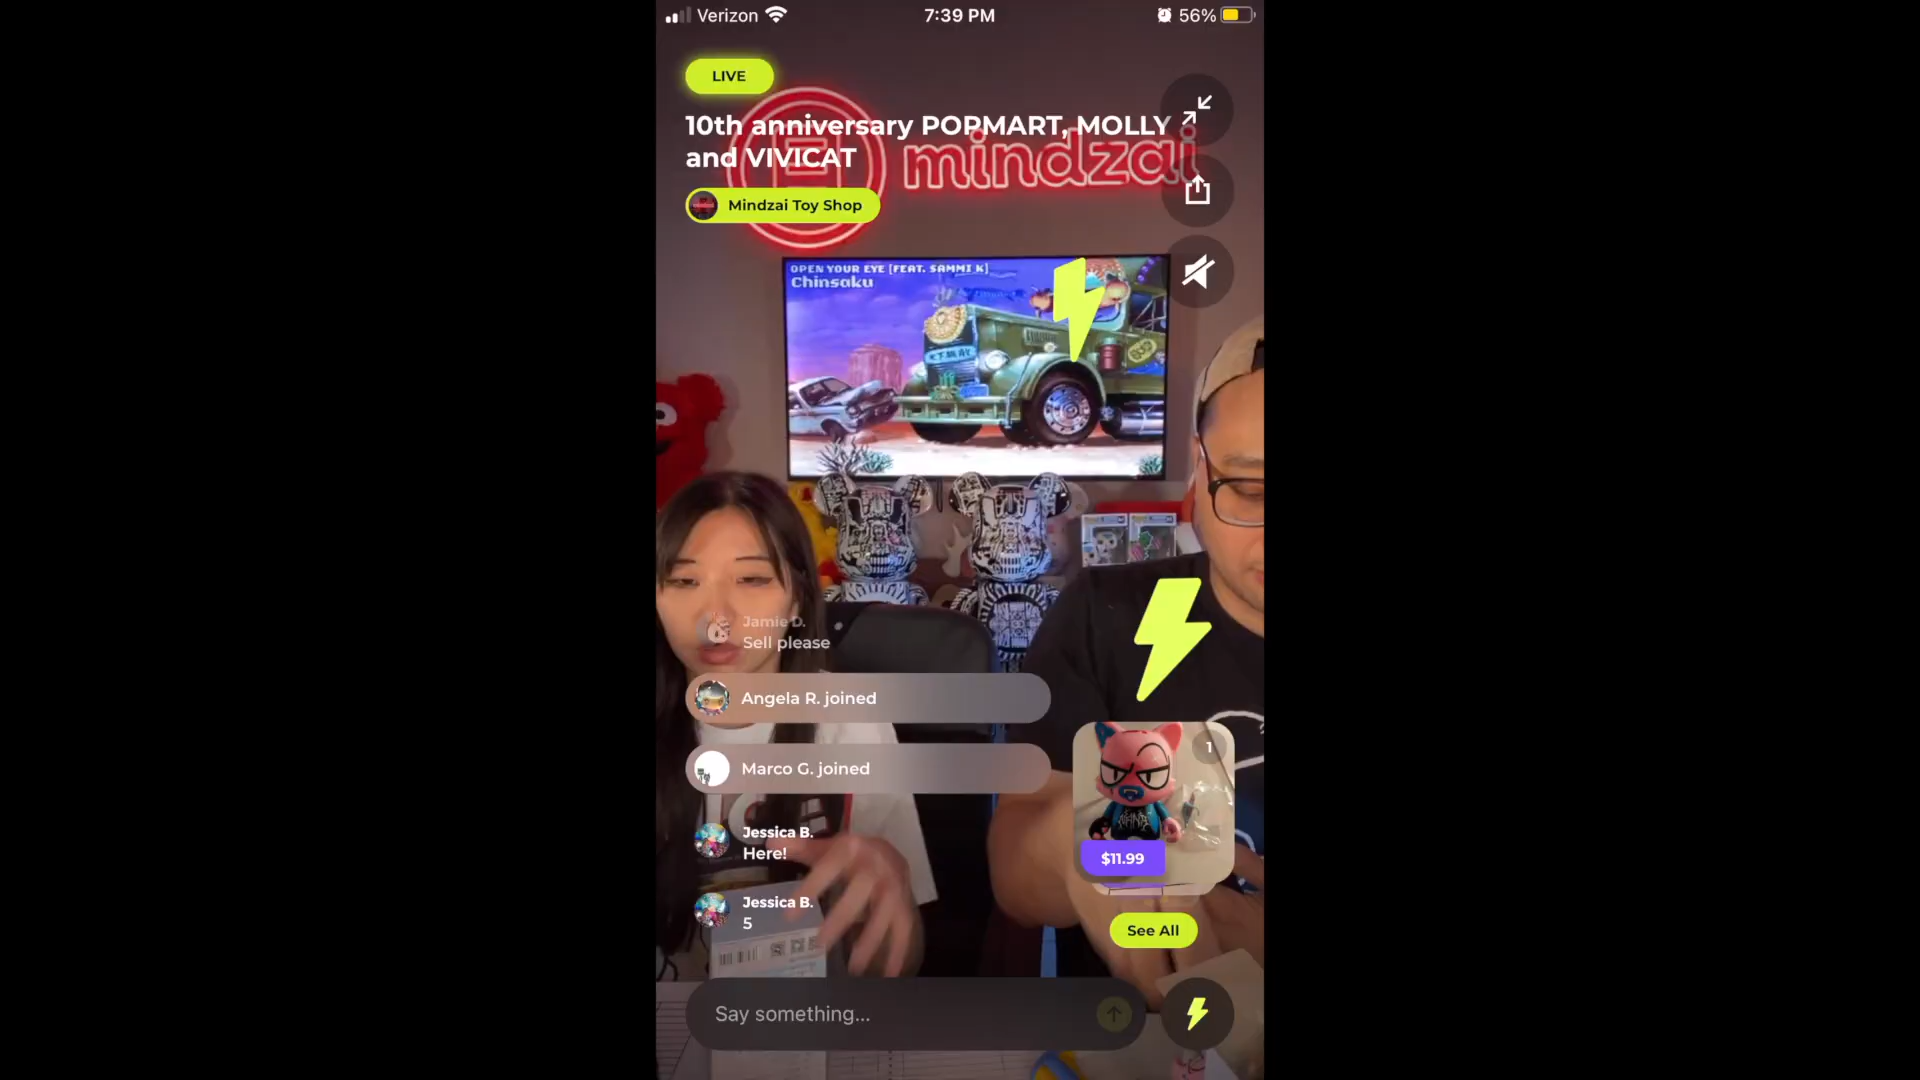 Verizon
7:39 PM
56%
LIVE
10th anniversary POPMART, MOLLY
and VIVICAT
mindzai
Mindzai Toy Shop
OPEN YOUR EYE [FEAT. SAMMI K]
Chinsaku
Jamie D.
Sell please
Angela R. joined
Marco G. joined
1
Jessica B.
Here!
$11.99
Jessica B.
5
See All
Say something...